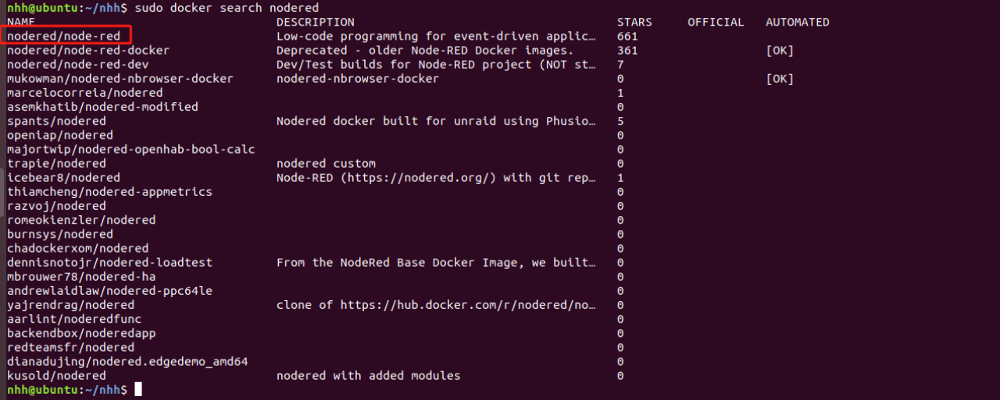 nhh@ubuntu:~/nhh$ sudo docker search nodered
NAME DESCRIPTION STARS OFFICIAL AUTOMATED
nodered/node-red Low-code programming for event-driven applic… 661
nodered/node-red-docker Deprecated - older Node-RED Docker images. 361 [OK]
nodered/node-red-dev Dev/Test builds for Node-RED project (NOT st… 7
mukowman/nodered-nbrowser-docker nodered-nbrowser-docker 0 [OK]
marcelocorreia/nodered 1
asemkhatib/nodered-modified 0
spants/nodered Nodered docker built for unraid using Phusio… 5
openiap/nodered 0
majortwip/nodered-openhab-bool-calc 0
trapie/nodered nodered custom 0
icebear8/nodered Node-RED (https://nodered.org/) with git rep… 1
thiamcheng/nodered-appmetrics 0
razvoj/nodered 0
romeokienzler/nodered 0
burnsys/nodered 0
chadockerxom/nodered 0
dennisnotojr/nodered-loadtest From the NodeRed Base Docker Image, we built… 0
mbrouwer78/nodered-ha 0
andrewlaidlaw/nodered-ppc64le 0
yajrendrag/nodered clone of https://hub.docker.com/r/nodered/no… 0
aarlint/noderedfunc 0
backendbox/noderedapp 0
redteamsfr/nodered 0
dianadujing/nodered.edgedemo_amd64 0
kusold/nodered nodered with added modules 0
nhh@ubuntu:~/nhh$